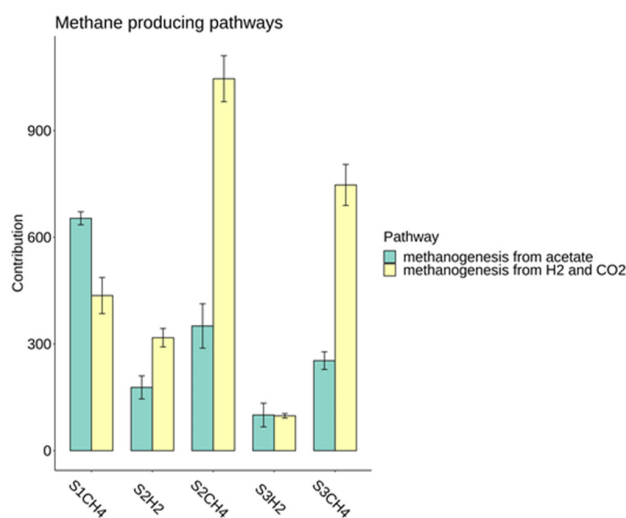 Methane producing pathways
Contribution
900
600
300
0
S1CH4
S2H2
S2CH4
S3H2
S3CH4
Pathway
methanogenesis from acetate
methanogenesis from H2 and CO2